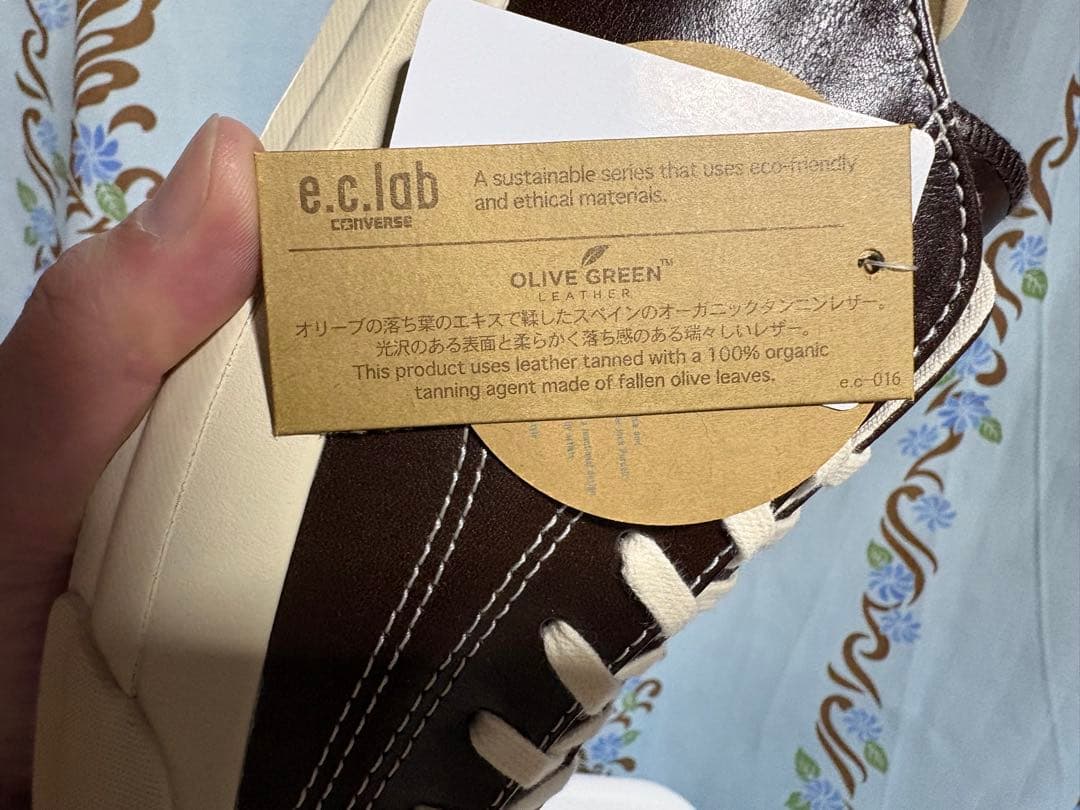 e.c.lab
CONVERSE
A sustainable series that uses eco-friendly
and ethical materials.
OLIVE GREEN™
LEATHER
オリーブの落ち葉のエキスで鞣したスペインのオーガニックタンニンレザー。
光沢のある表面と柔らかく落ち感のある瑞々しいレザー。
This product uses leather tanned with a 100% organic
tanning agent made of fallen olive leaves.
e.c-016